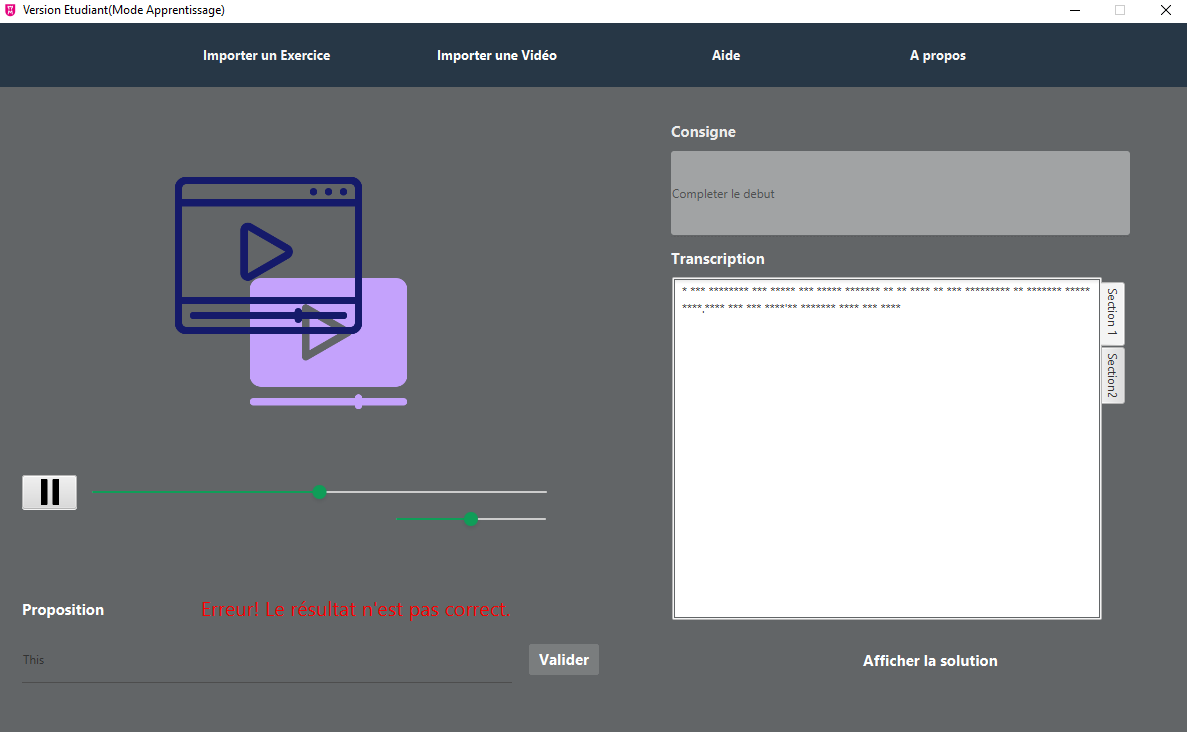 Version Etudiant(Mode Apprentissage)
Importer un Exercice
Importer une Vidéo
Aide
A propos
Consigne
Completer le debut
Transcription
* *** ******** *** ***** *** ***** ******* ** ** **** ** *** ********* ** ******* *****
****,**** *** *** ****'** ******* **** *** ****
Section 1
Section2
Proposition
Erreur! Le résultat n'est pas correct.
This
Valider
Afficher la solution